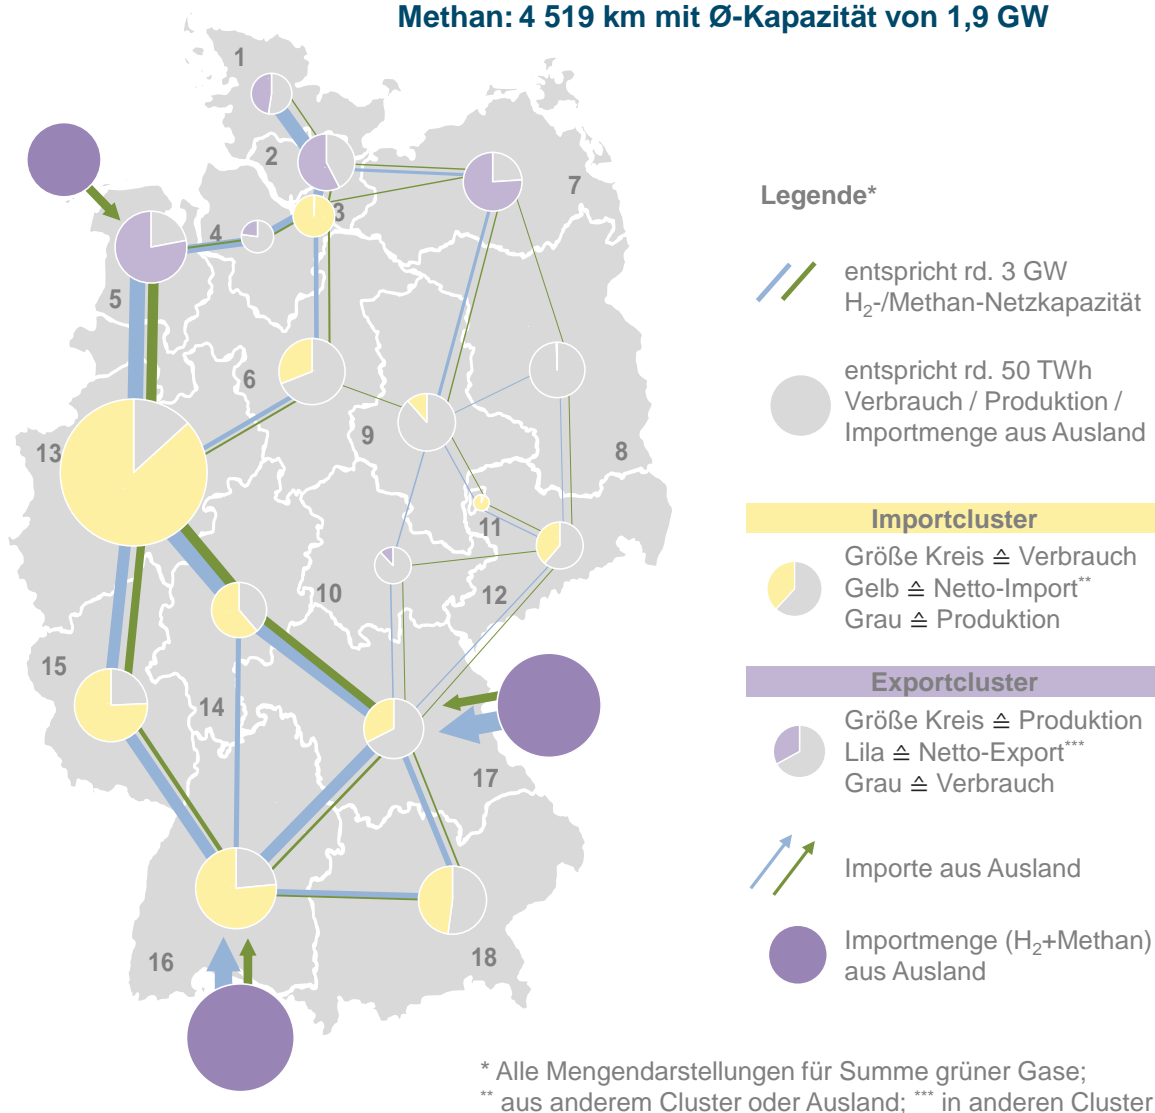 Methan: 4 519 km mit Ø-Kapazität von 1,9 GW
1
2
3
4
5
6
7
8
9
10
11
12
13
14
15
16
17
18
Legende*
entspricht rd. 3 GW
H₂-/Methan-Netzkapazität
entspricht rd. 50 TWh
Verbrauch / Produktion /
Importmenge aus Ausland
Importcluster
Größe Kreis ≙ Verbrauch
Gelb ≙ Netto-Import**
Grau ≙ Produktion
Exportcluster
Größe Kreis ≙ Produktion
Lila ≙ Netto-Export***
Grau ≙ Verbrauch
Importe aus Ausland
Importmenge (H₂+Methan)
aus Ausland
* Alle Mengendarstellungen für Summe grüner Gase;
** aus anderem Cluster oder Ausland; *** in anderen Cluster